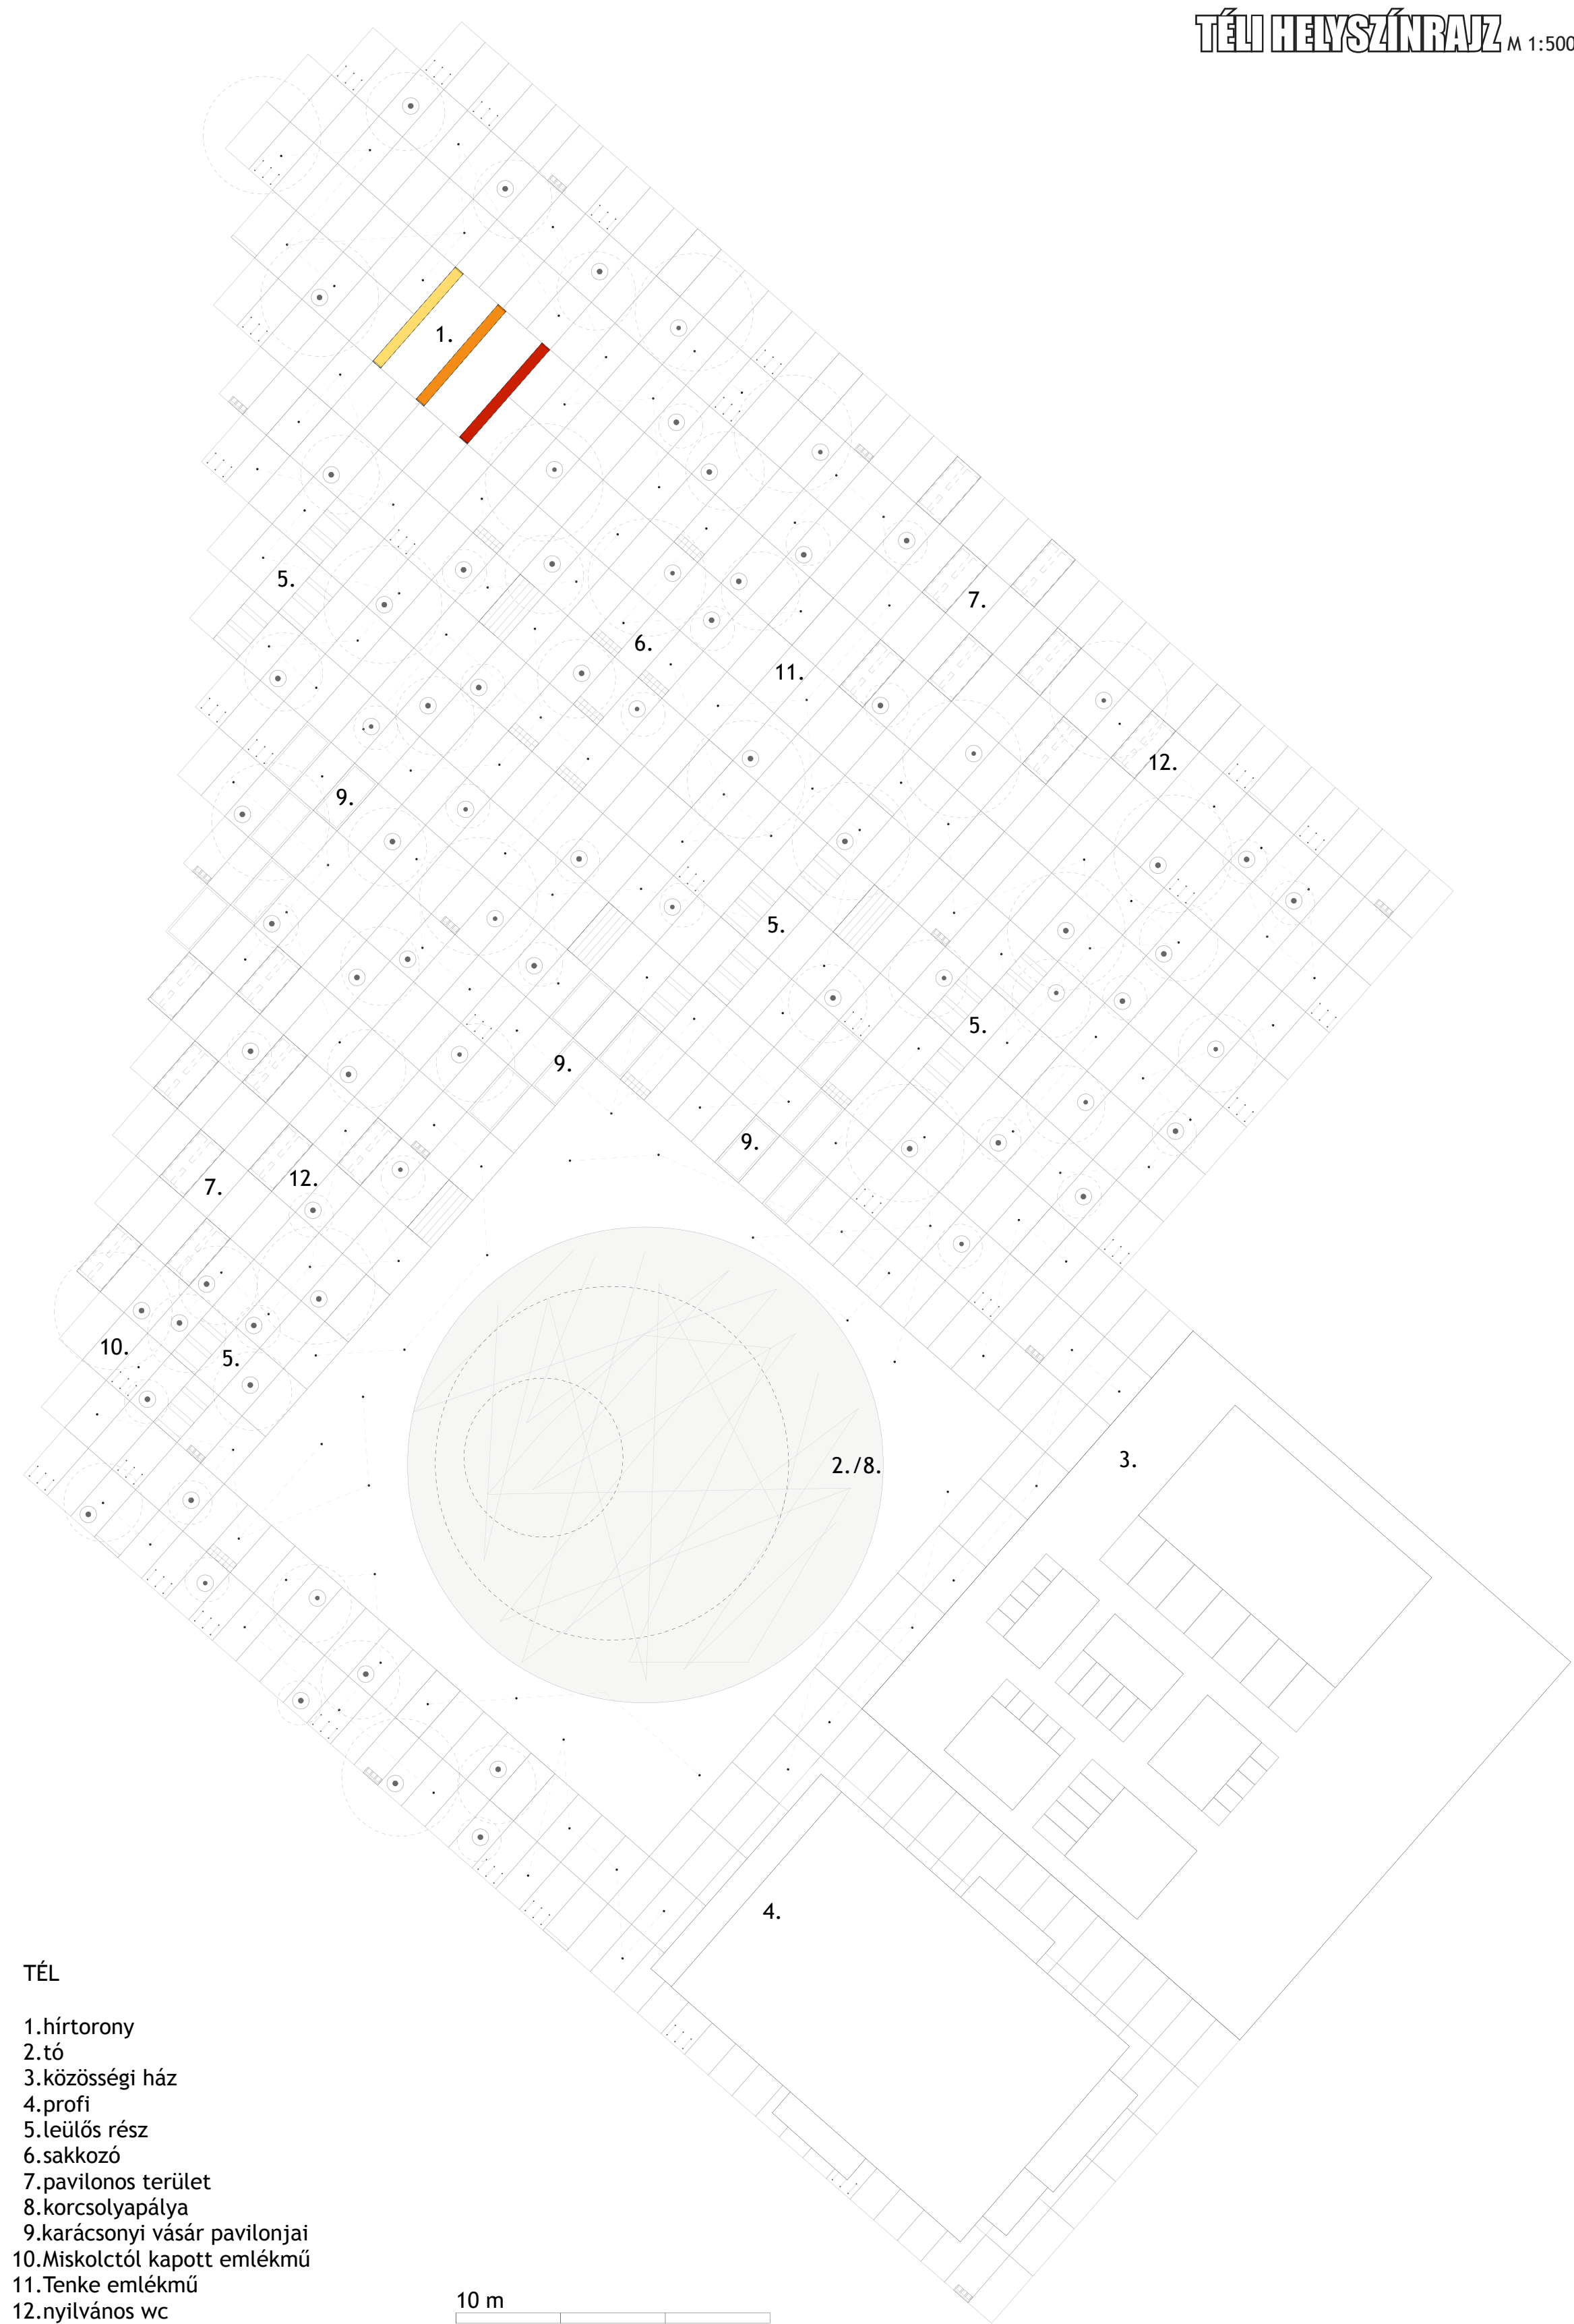 TÉLI HELYSZÍNRAJZ M 1:500
1.
5.
7.
6.
11.
12.
9.
5.
5.
9.
9.
12.
7.
10.
5.
3.
2./8.
4.
TÉL
1.hírtorony
2.tó
3.közösségi ház
4.profi
5.leülős rész
6.sakkozó
7.pavilonos terület
8.korcsolyapálya
9.karácsonyi vásár pavilonjai
10.Miskolctól kapott emlékmű
11.Tenke emlékmű
12.nyilvános wc
10 m